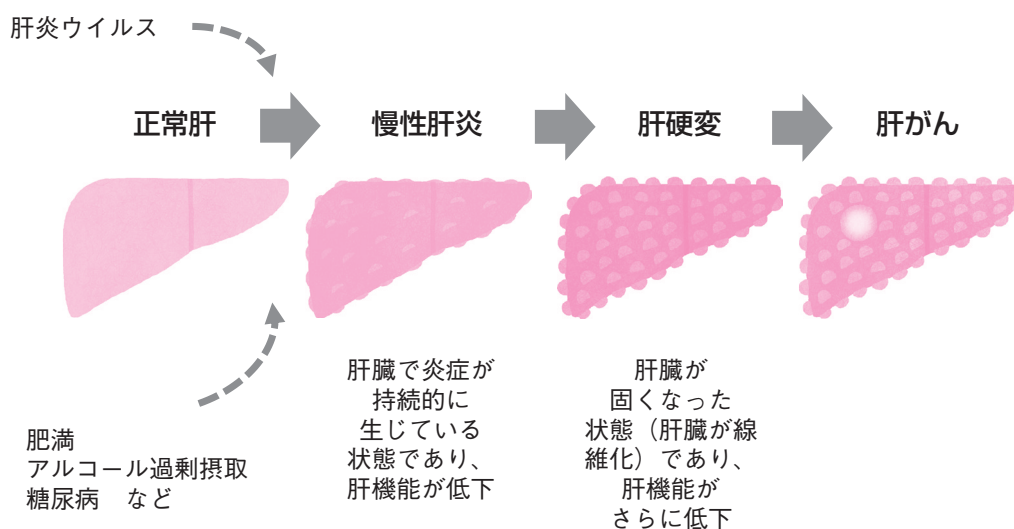 肝炎ウイルス
正常肝
慢性肝炎
肝硬変
肝がん
肝臓で炎症が
持続的に
生じている
状態であり、
肝機能が低下
肝臓が
固くなった
状態（肝臓が線
維化）であり、
肝機能が
さらに低下
肥満
アルコール過剰摂取
糖尿病　など